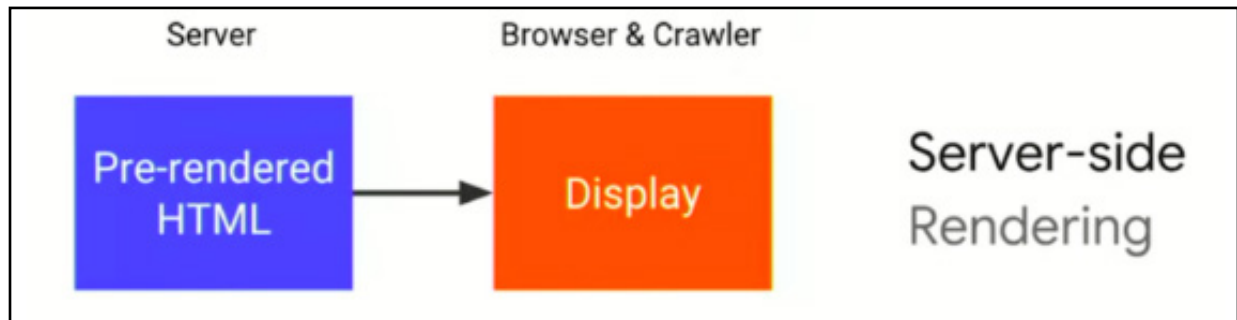 Server
Browser & Crawler
Pre-rendered
HTML
Display
Server-side
Rendering